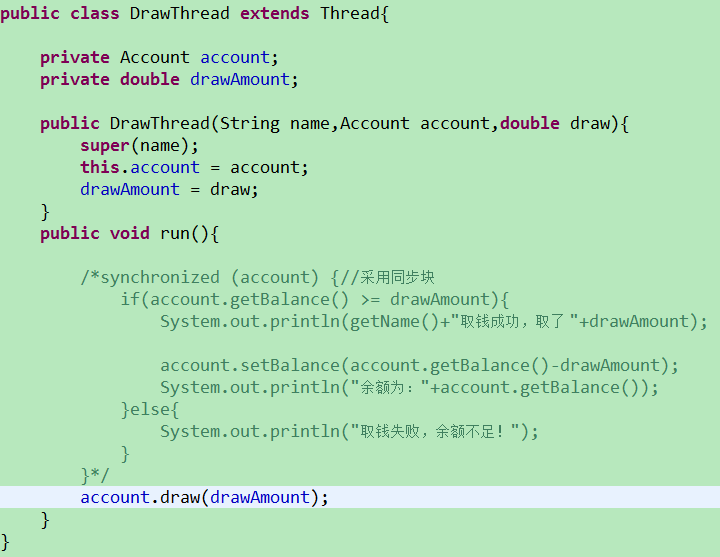 public class DrawThread extends Thread{
private Account account;
private double drawAmount;
public DrawThread(String name,Account account,double draw){
super(name);
this.account = account;
drawAmount = draw;
}
public void run(){
/*synchronized (account) {//采用同步块
if(account.getBalance() >= drawAmount){
System.out.println(getName()+"取钱成功，取了 "+drawAmount);
account.setBalance(account.getBalance()-drawAmount);
System.out.println("余额为："+account.getBalance());
}else{
System.out.println("取钱失败，余额不足！");
}
}*/
account.draw(drawAmount);
}
}